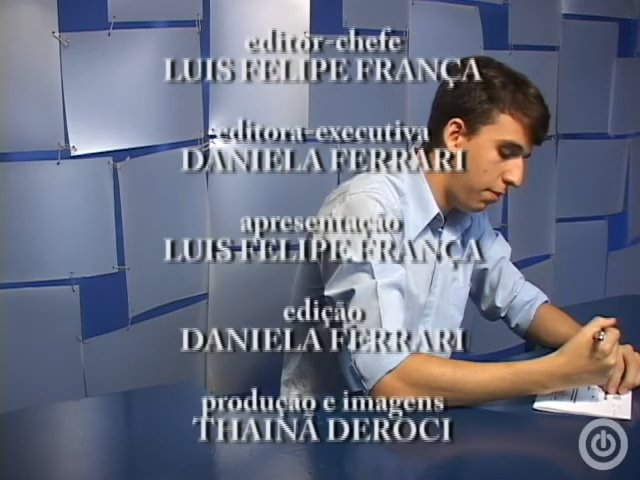 editor-chefe
LUIS FELIPE FRANÇA
editora-executiva
DANIELA FERRARI
apresentação
LUIS FELIPE FRANÇA
edição
DANIELA FERRARI
produção e imagens
THAINÃ DEROCI